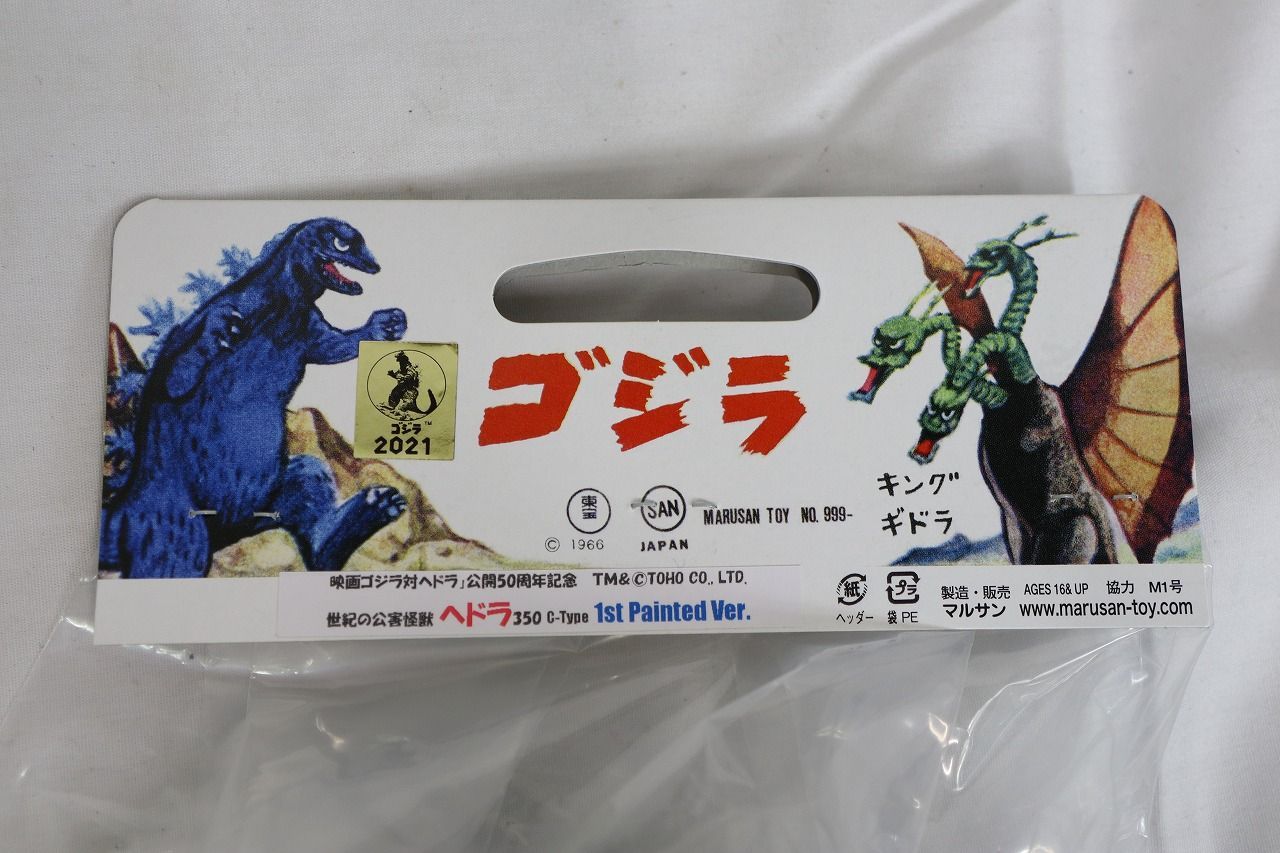 ゴジラ
ゴジラ™
2021
東宝
SAN
MARUSAN TOY NO. 999-
© 1966
JAPAN
キング
ギドラ
映画ゴジラ対ヘドラ」公開50周年記念 TM&©TOHO CO., LTD.
世紀の公害怪獣 ヘドラ350 C-Type 1st Painted Ver.
紙
ヘッダー
プラ
袋 PE
製造・販売 AGES 16& UP 協力 M1号
マルサン www.marusan-toy.com